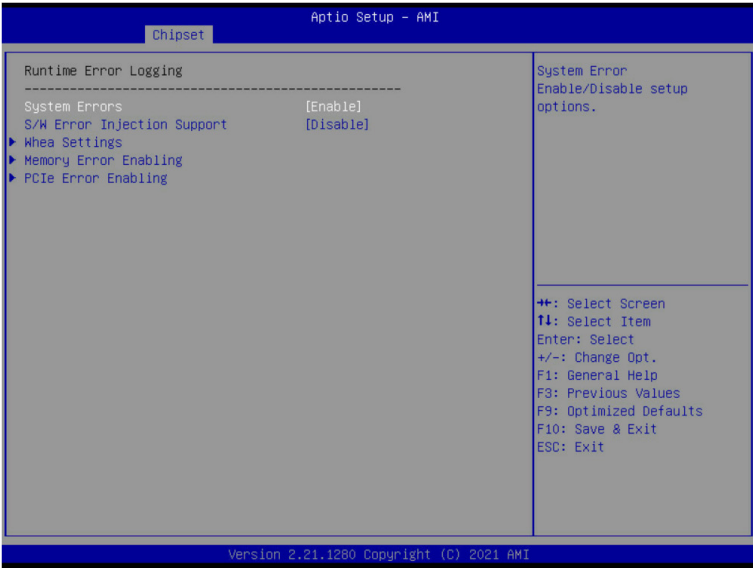 Aptio Setup – AMI
Chipset
Runtime Error Logging
--------------------------------------------------
System Errors [Enable]
S/W Error Injection Support [Disable]
Whea Settings
Memory Error Enabling
PCIe Error Enabling
System Error
Enable/Disable setup
options.
→←: Select Screen
↑↓: Select Item
Enter: Select
+/-: Change Opt.
F1: General Help
F3: Previous Values
F9: Optimized Defaults
F10: Save & Exit
ESC: Exit
Version 2.21.1280 Copyright (C) 2021 AMI